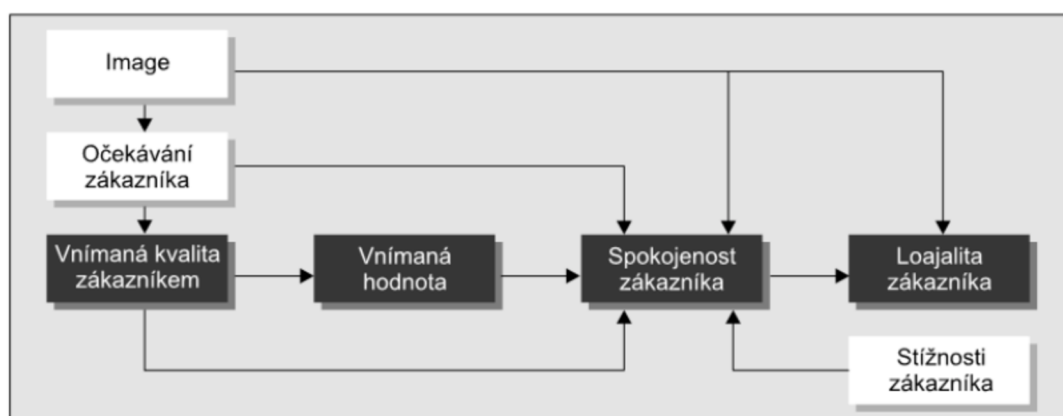 Image
Očekávání
zákazníka
Vnímaná kvalita
zákazníkem
Vnímaná
hodnota
Spokojenost
zákazníka
Loajalita
zákazníka
Stížnosti
zákazníka